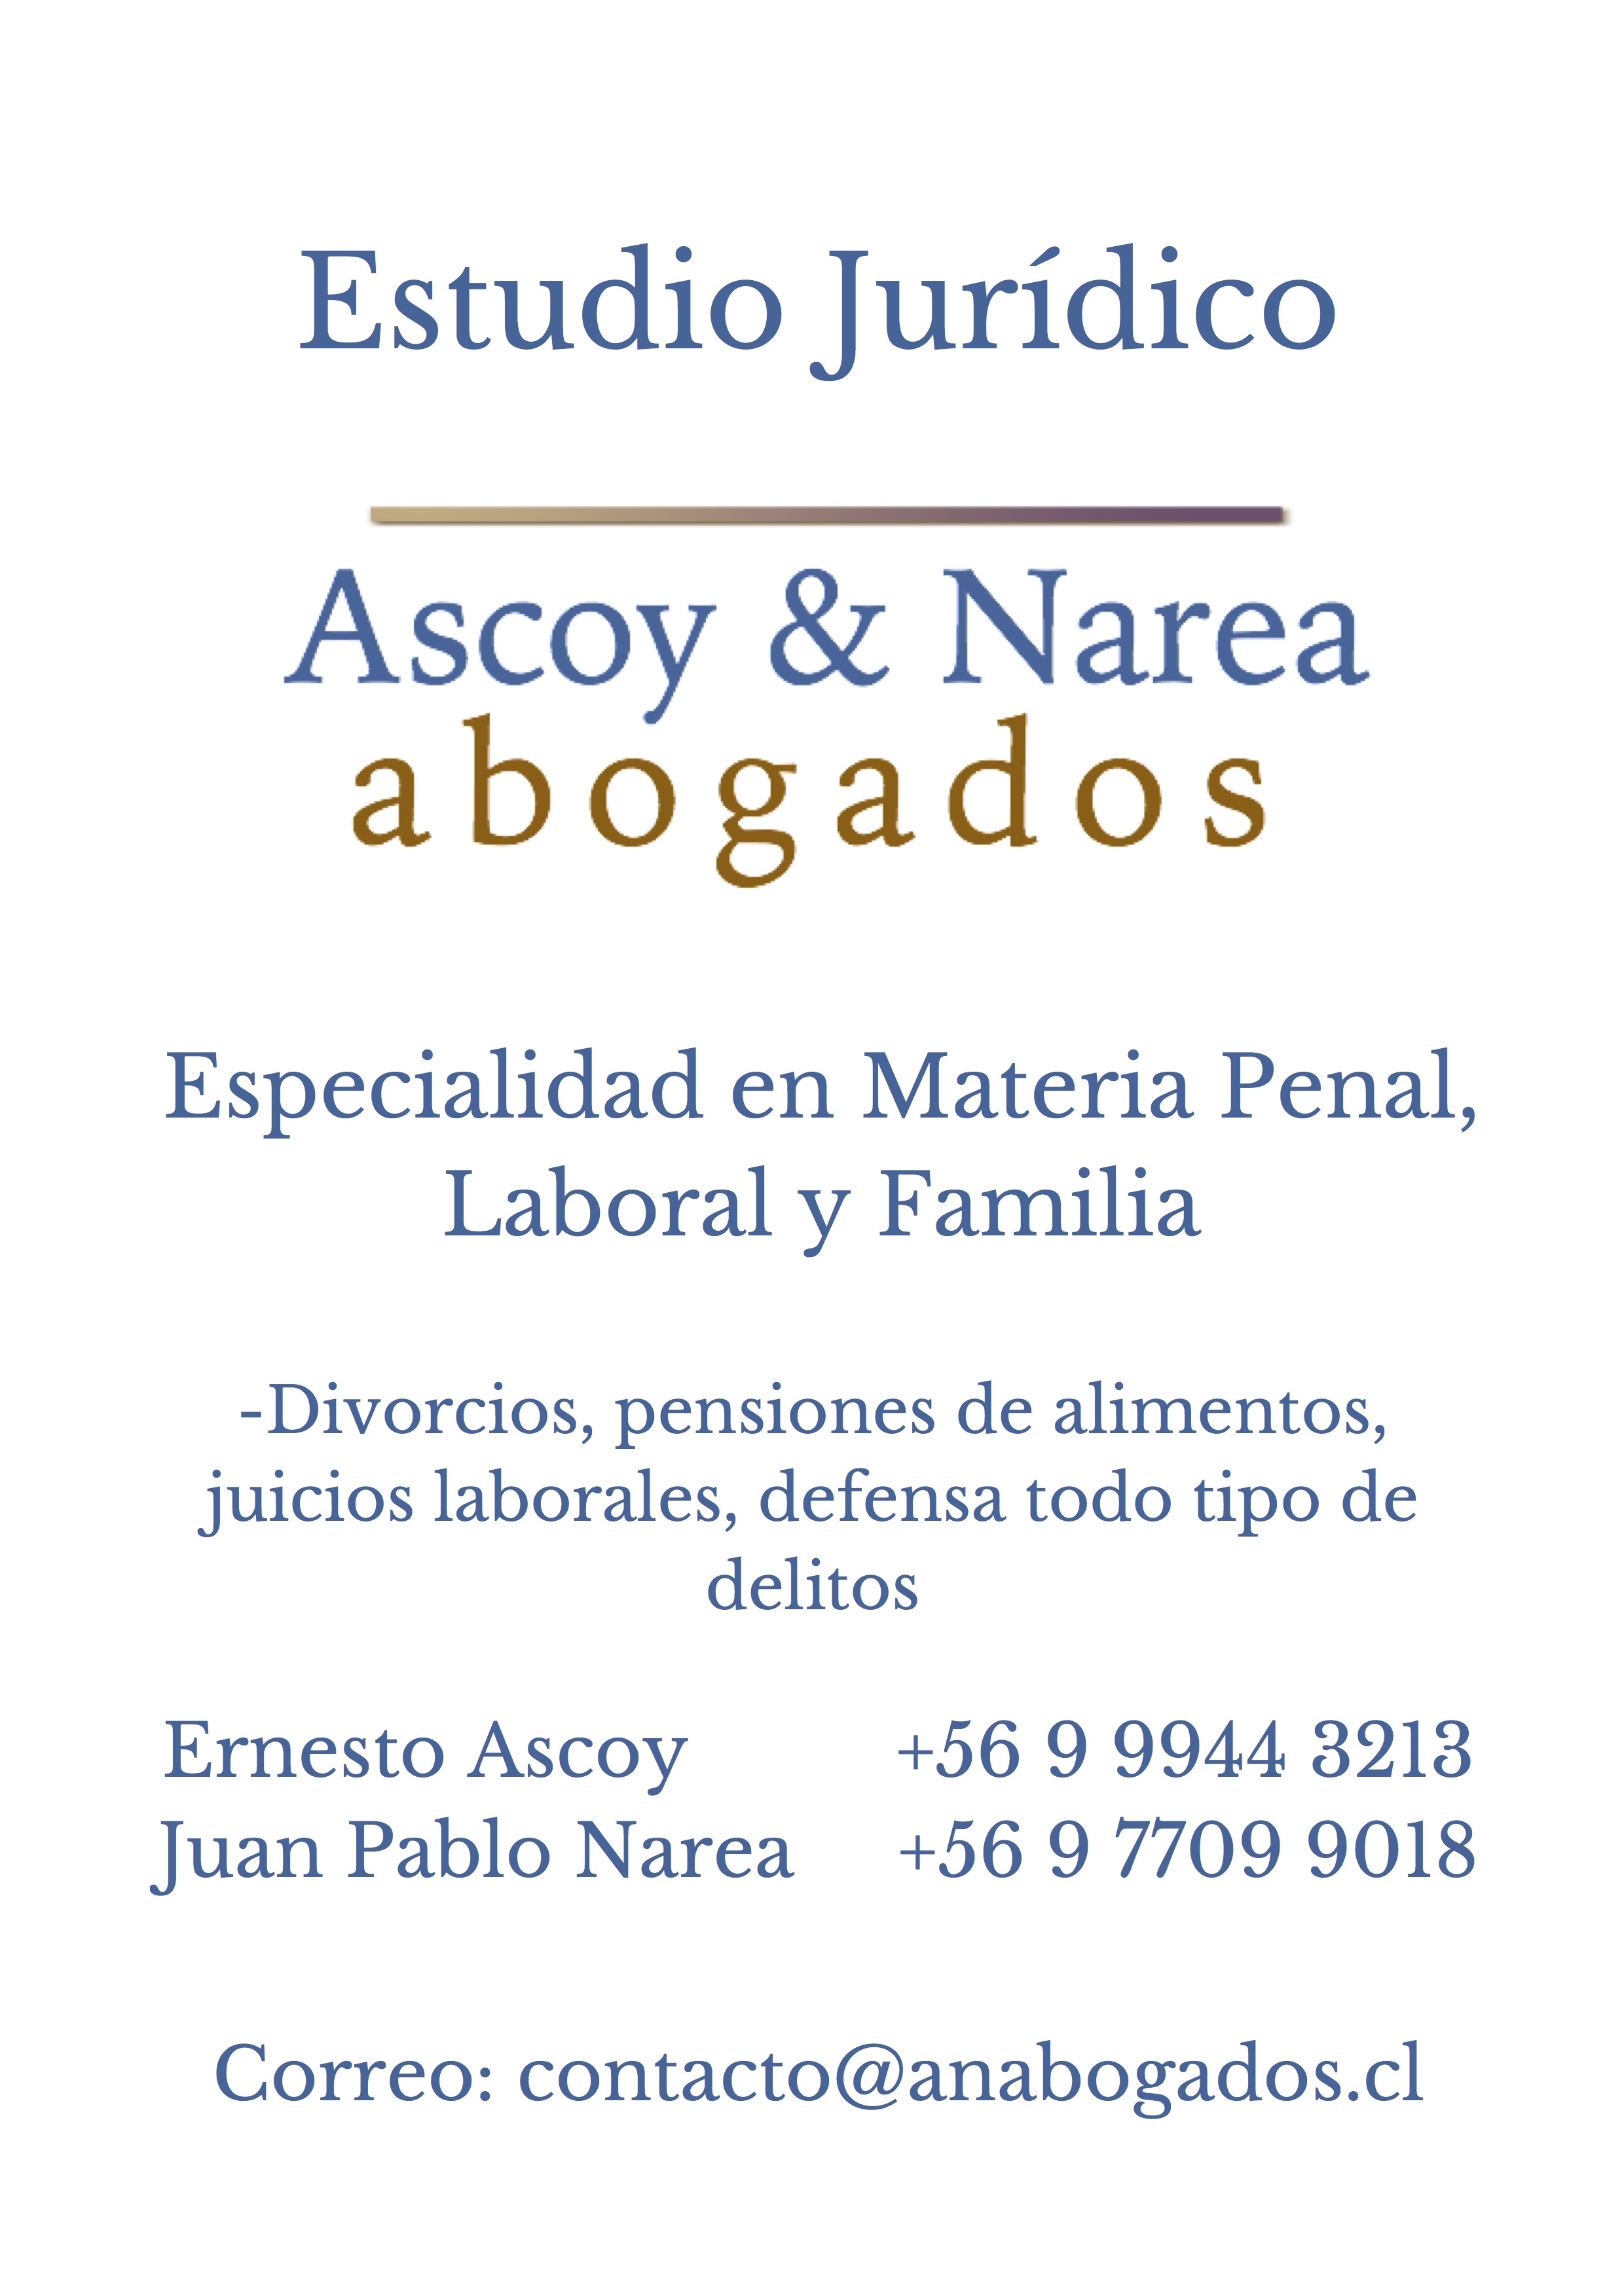 Estudio Jurídico
Ascoy & Narea
abogados
Especialidad en Materia Penal,
Laboral y Familia
-Divorcios, pensiones de alimentos,
juicios laborales, defensa todo tipo de
delitos
Ernesto Ascoy +56 9 9944 3213
Juan Pablo Narea +56 9 7709 9018
Correo: contacto@anabogados.cl